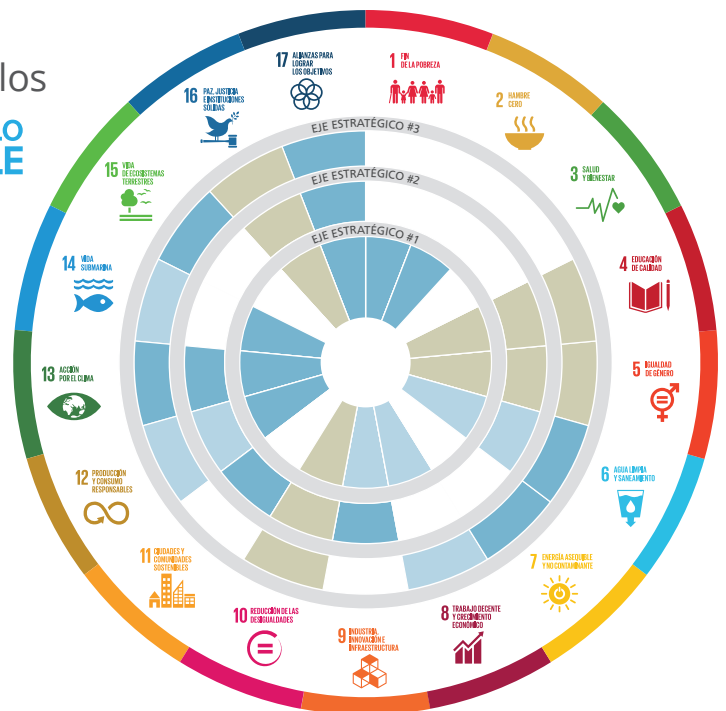 los
LO
LE
1 FIN
DE LA POBREZA
2 HAMBRE
CERO
3 SALUD
Y BIENESTAR
4 EDUCACIÓN
DE CALIDAD
5 IGUALDAD
DE GÉNERO
6 AGUA LIMPIA
Y SANEAMIENTO
7 ENERGÍA ASEQUIBLE
Y NO CONTAMINANTE
8 TRABAJO DECENTE
Y CRECIMIENTO
ECONÓMICO
9 INDUSTRIA,
INNOVACIÓN E
INFRAESTRUCTURA
10 REDUCCIÓN DE LAS
DESIGUALDADES
11 CIUDADES Y
COMUNIDADES
SOSTENIBLES
12 PRODUCCIÓN
Y CONSUMO
RESPONSABLES
13 ACCIÓN
POR EL CLIMA
14 VIDA
SUBMARINA
15 VIDA
DE ECOSISTEMAS
TERRESTRES
16 PAZ, JUSTICIA
E INSTITUCIONES
SÓLIDAS
17 ALIANZAS PARA
LOGRAR
LOS OBJETIVOS
EJE ESTRATÉGICO #3
EJE ESTRATÉGICO #2
EJE ESTRATÉGICO #1